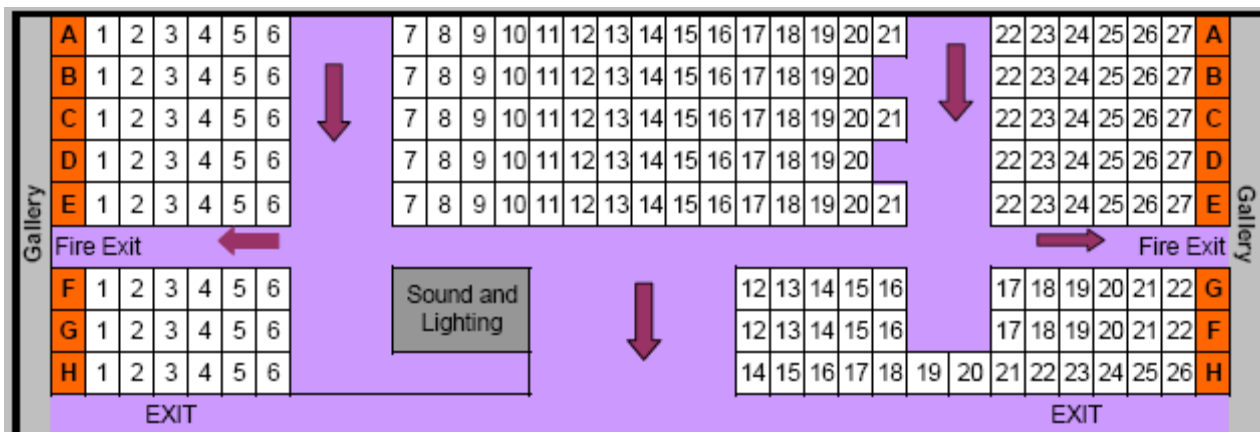 A 1 2 3 4 5 6 7 8 9 10 11 12 13 14 15 16 17 18 19 20 21 22 23 24 25 26 27 A
B 1 2 3 4 5 6 7 8 9 10 11 12 13 14 15 16 17 18 19 20 22 23 24 25 26 27 B
C 1 2 3 4 5 6 7 8 9 10 11 12 13 14 15 16 17 18 19 20 21 22 23 24 25 26 27 C
D 1 2 3 4 5 6 7 8 9 10 11 12 13 14 15 16 17 18 19 20 22 23 24 25 26 27 D
E 1 2 3 4 5 6 7 8 9 10 11 12 13 14 15 16 17 18 19 20 21 22 23 24 25 26 27 E
Gallery
Gallery
Fire Exit Fire Exit
F 1 2 3 4 5 6 12 13 14 15 16 17 18 19 20 21 22 G
Sound and
Lighting
G 1 2 3 4 5 6 12 13 14 15 16 17 18 19 20 21 22 F
H 1 2 3 4 5 6 14 15 16 17 18 19 20 21 22 23 24 25 26 H
EXIT EXIT